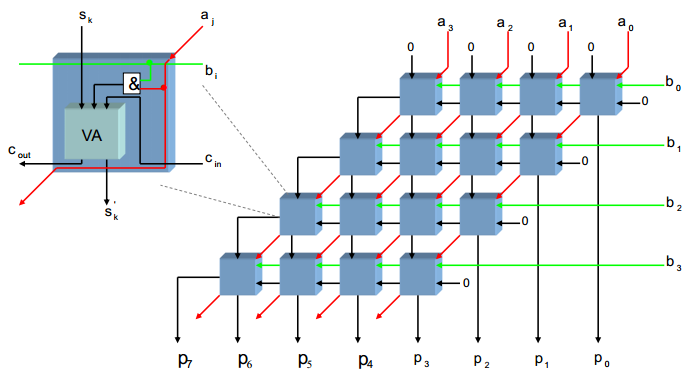 s_k a_j
b_i
&
VA
c_out c_in
s_k'
a_3 a_2 a_1 a_0
0 0 0 0
b_0
0
b_1
0
b_2
0
b_3
0
p_7 p_6 p_5 p_4 p_3 p_2 p_1 p_0